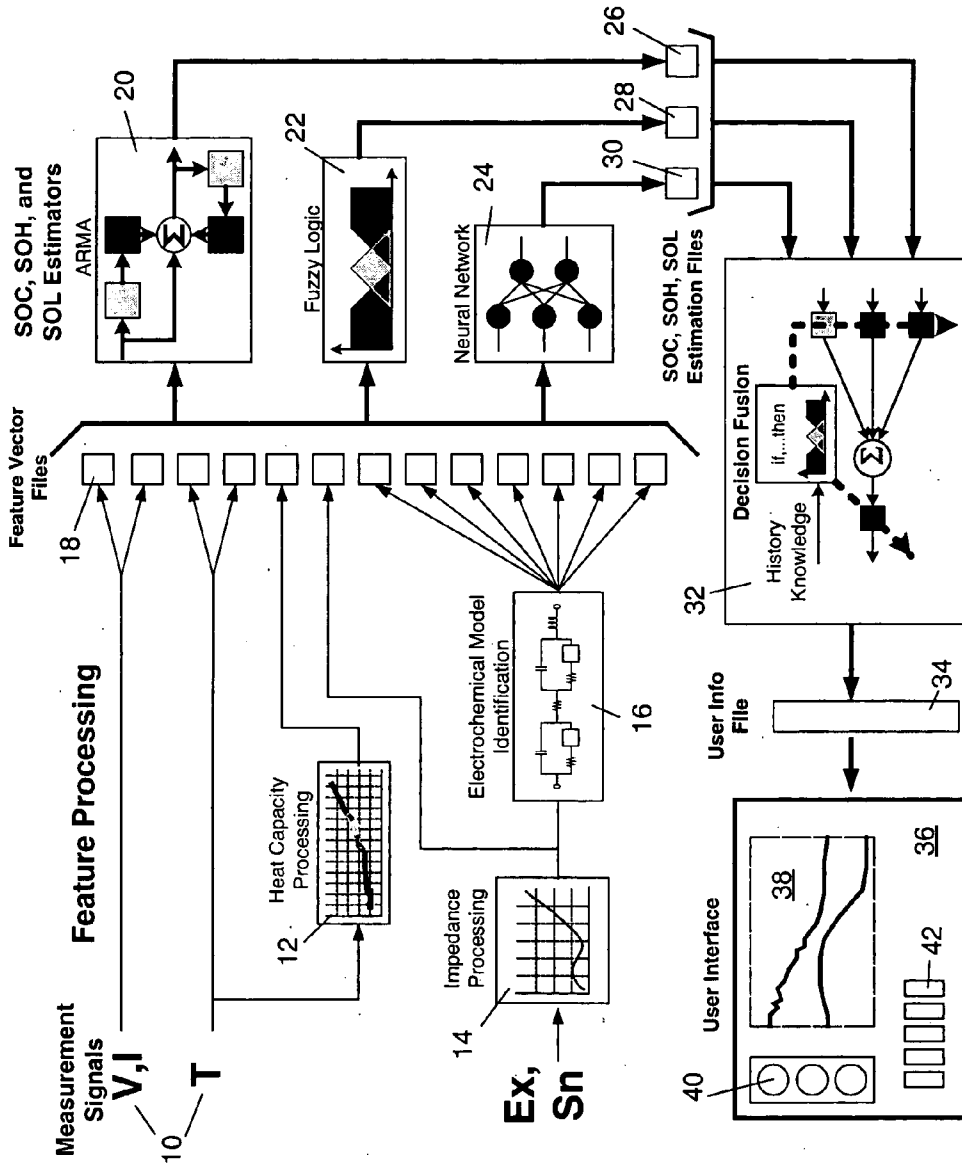 Measurement
Signals
V,I
T
10
Feature Processing
Heat Capacity
Processing
12
Impedance
Processing
14
Ex,
Sn
Electrochemical Model
Identification
16
Feature Vector
Files
18
SOC, SOH, and
SOL Estimators
ARMA
20
Σ
Fuzzy Logic
22
Neural Network
24
26
28
30
SOC, SOH, SOL
Estimation Files
Decision Fusion
if,...then
Σ
History
Knowledge
32
User Info
File
34
User Interface
36
38
40
42